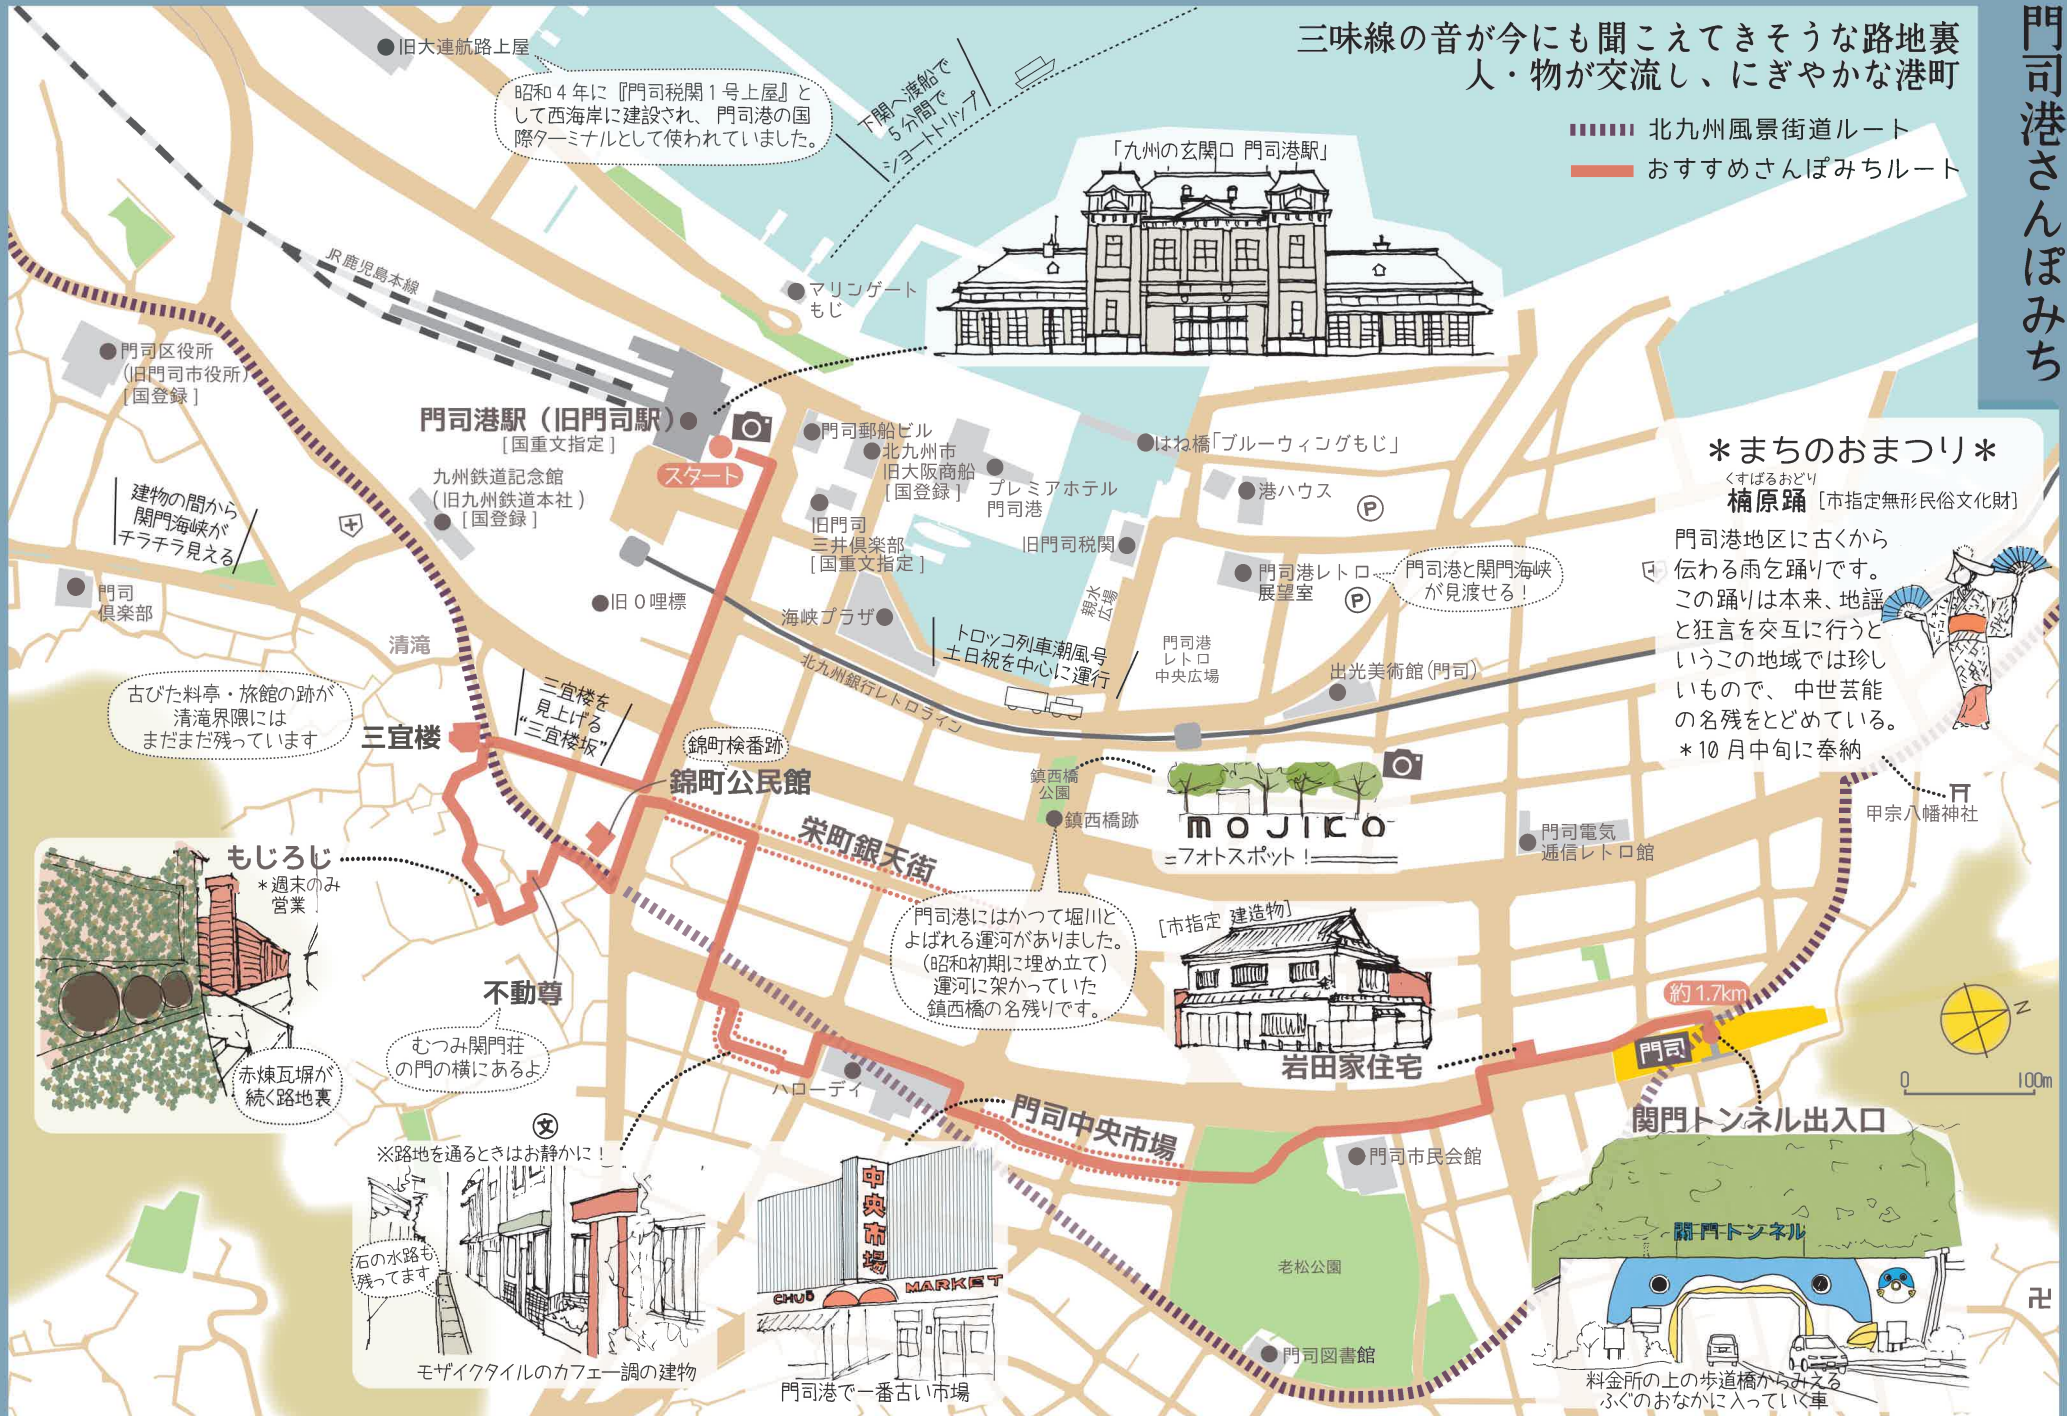 門司港さんぽみち
三味線の音が今にも聞こえてきそうな路地裏
人・物が交流し、にぎやかな港町
北九州風景街道ルート
おすすめさんぽみちルート
旧大連航路上屋
昭和4年に『門司税関1号上屋』と
して西海岸に建設され、門司港の国
際ターミナルとして使われていました。
下関へ渡船で
5分間で
ショートトリップ
「九州の玄関口 門司港駅」
JR鹿児島本線
マリンゲート
もじ
門司区役所
(旧門司市役所)
[国登録]
門司港駅（旧門司駅）
[国重文指定]
スタート
九州鉄道記念館
(旧九州鉄道本社)
[国登録]
建物の間から
関門海峡が
チラチラ見える
門司
倶楽部
清滝
旧0哩標
門司郵船ビル
北九州市
旧大阪商船
[国登録]
プレミアホテル
門司港
旧門司
三井倶楽部
[国重文指定]
はね橋「ブルーウィングもじ」
港ハウス
P
旧門司税関
門司港レトロ
展望室
P
門司港と関門海峡
が見渡せる！
親水
広場
海峡プラザ
トロッコ列車潮風号
土日祝を中心に運行
門司港
レトロ
中央広場
出光美術館(門司)
北九州銀行レトロライン
＊まちのおまつり＊
くすばるおどり
楠原踊 [市指定無形民俗文化財]
門司港地区に古くから
伝わる雨乞踊りです。
この踊りは本来、地謡
と狂言を交互に行うと
いうこの地域では珍し
いもので、中世芸能
の名残をとどめている。
＊10月中旬に奉納
甲宗八幡神社
古びた料亭・旅館の跡が
清滝界隈には
まだまだ残っています
三宜楼
三宜楼を
見上げる
“三宜楼坂”
錦町検番跡
錦町公民館
栄町銀天街
鎮西橋
公園
鎮西橋跡
mojiko
フォトスポット！
門司電気
通信レトロ館
もじろじ
＊週末のみ
営業
赤煉瓦塀が
続く路地裏
不動尊
むつみ関門荘
の門の横にあるよ
門司港にはかつて堀川と
よばれる運河がありました。
(昭和初期に埋め立て)
運河に架かっていた
鎮西橋の名残りです。
[市指定 建造物]
岩田家住宅
約1.7km
門司
N
0 100m
関門トンネル出入口
ハローデイ
門司中央市場
門司市民会館
文
※路地を通るときはお静かに！
石の水路も
残ってます
モザイクタイルのカフェー調の建物
中央市場
CHUO MARKET
門司港で一番古い市場
老松公園
門司図書館
関門トンネル
料金所の上の歩道橋からみえる
ふぐのおなかに入っていく車